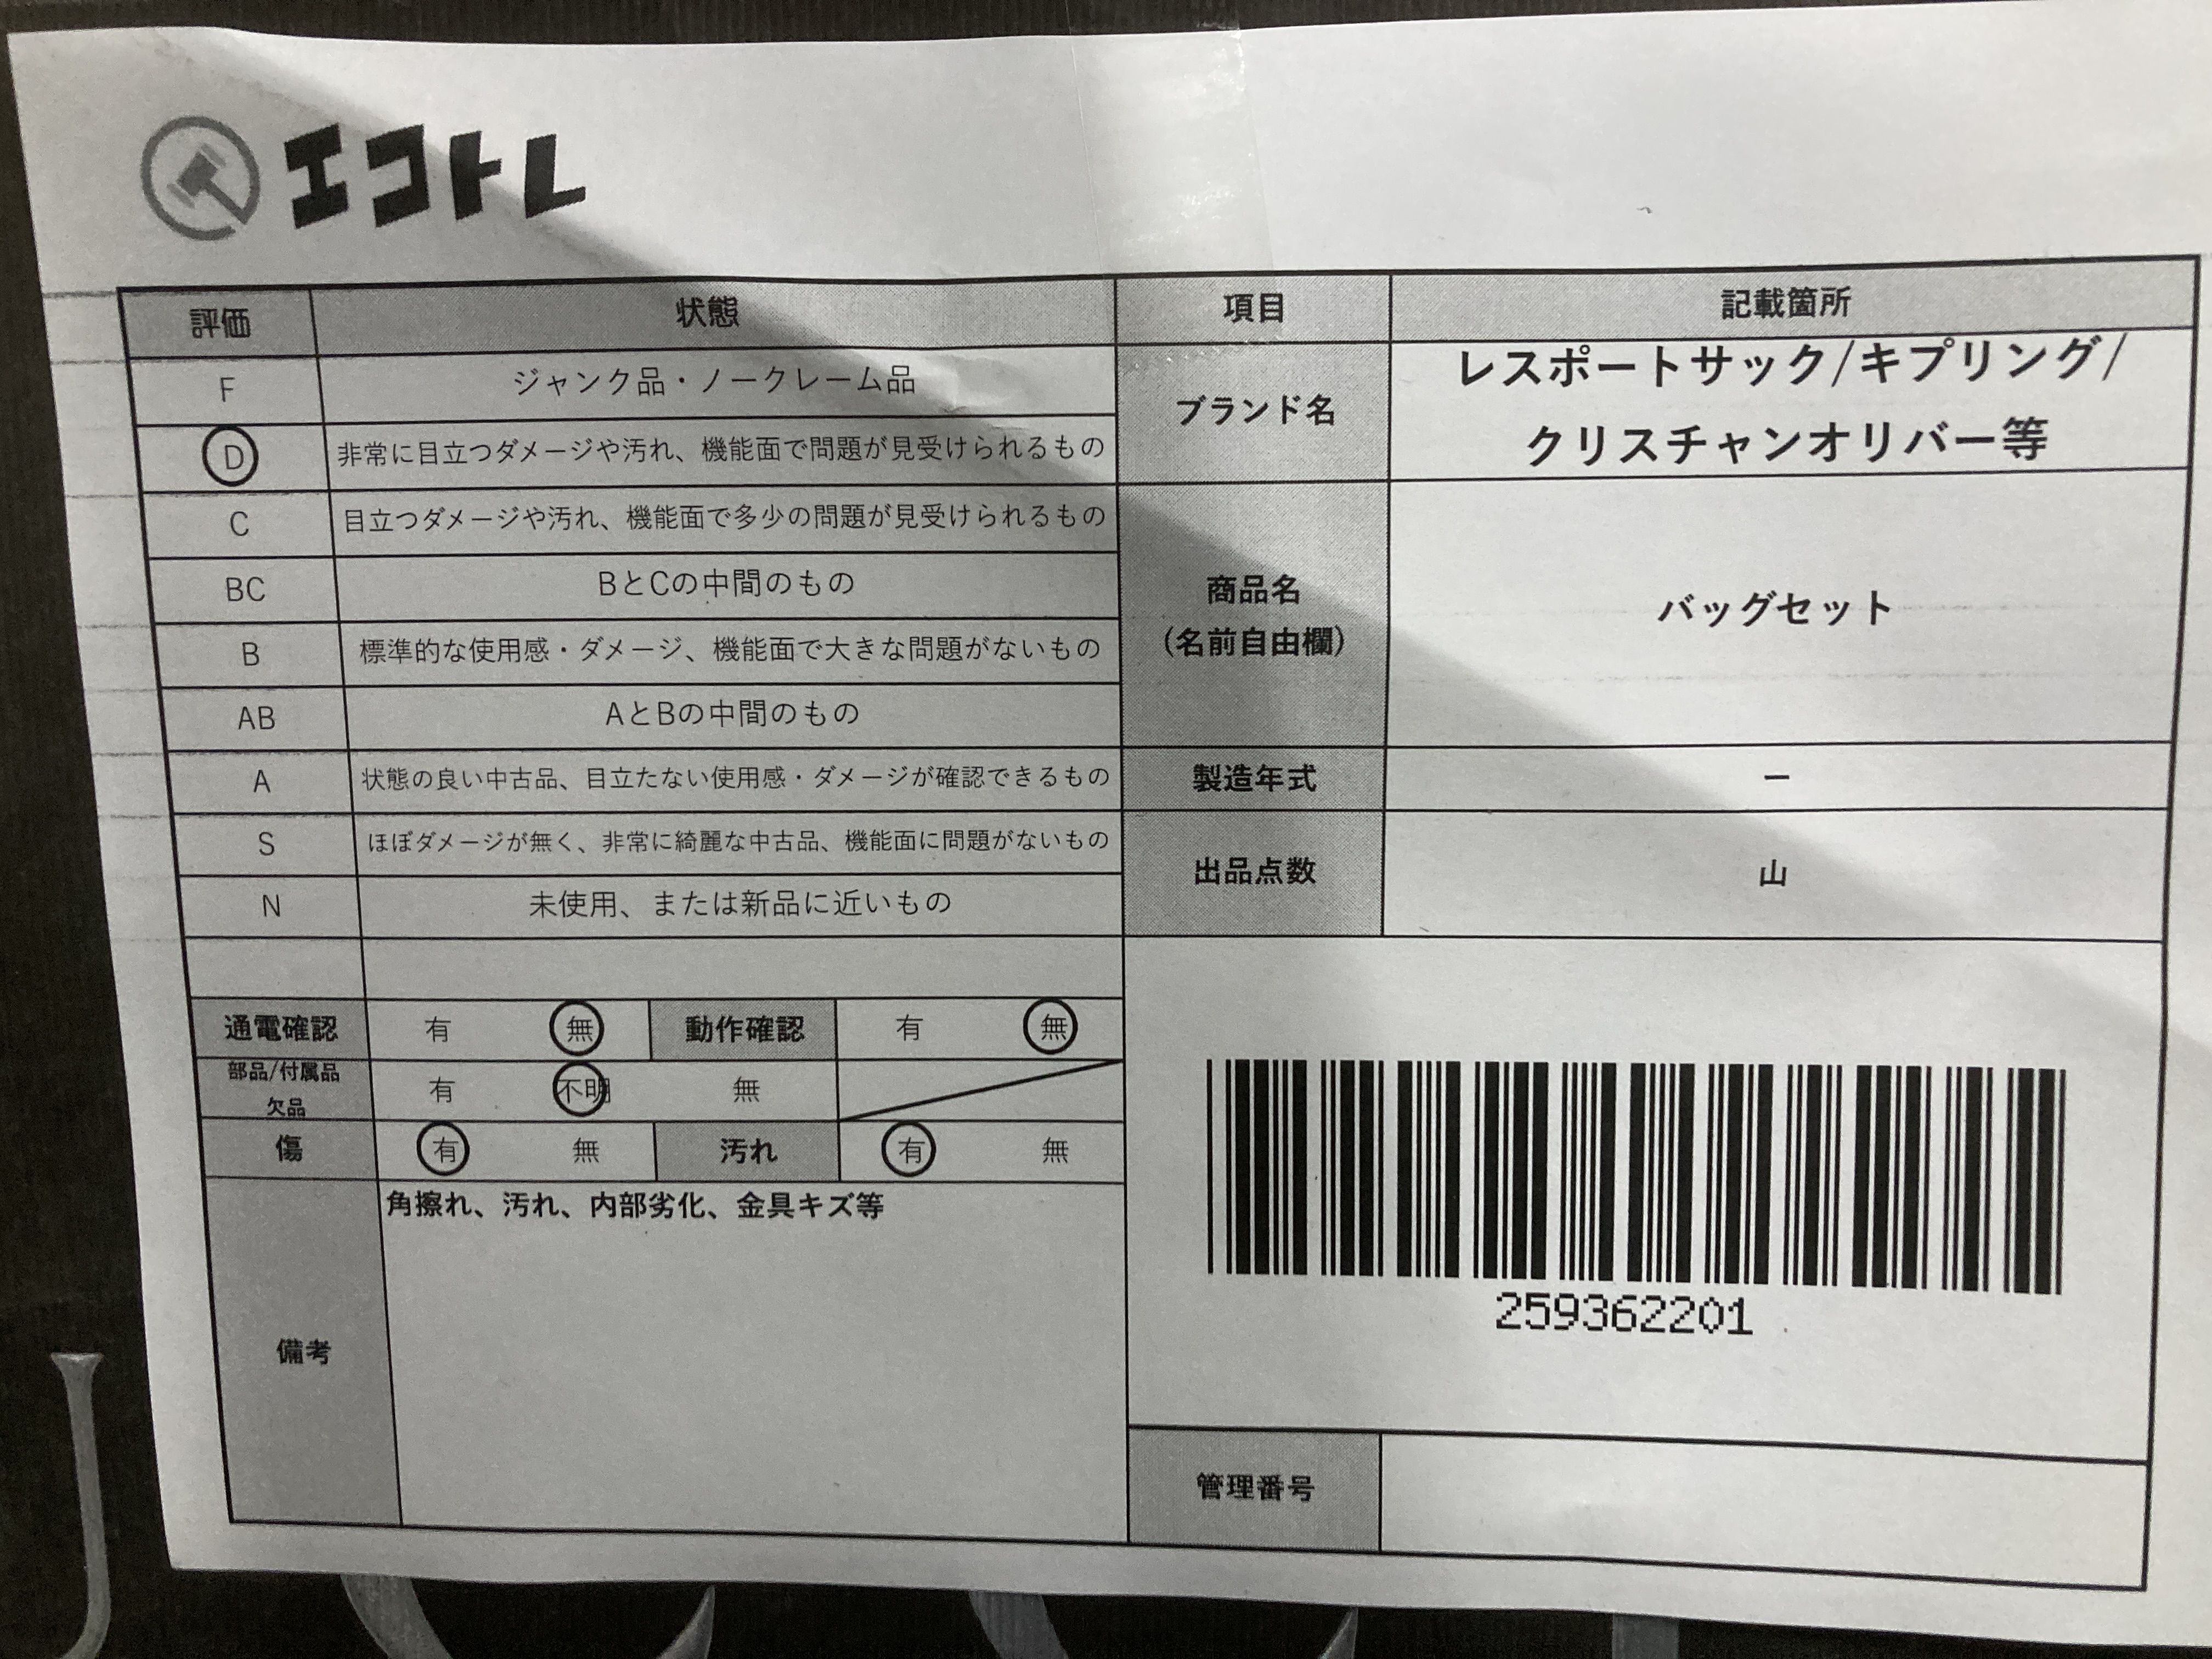 エコトレ
評価 状態 項目 記載箇所
F ジャンク品・ノークレーム品
D 非常に目立つダメージや汚れ、機能面で問題が見受けられるもの
C 目立つダメージや汚れ、機能面で多少の問題が見受けられるもの
BC BとCの中間のもの
B 標準的な使用感・ダメージ、機能面で大きな問題がないもの
AB AとBの中間のもの
A 状態の良い中古品、目立たない使用感・ダメージが確認できるもの
S ほぼダメージが無く、非常に綺麗な中古品、機能面に問題がないもの
N 未使用、または新品に近いもの
通電確認 有 無 動作確認 有 無
部品/付属品
欠品
有 不明 無
傷 有 無 汚れ 有 無
備考
角擦れ、汚れ、内部劣化、金具キズ等
ブランド名
レスポートサック/キプリング/
クリスチャンオリバー等
商品名
(名前自由欄)
バッグセット
製造年式 ー
出品点数 山
259362201
管理番号